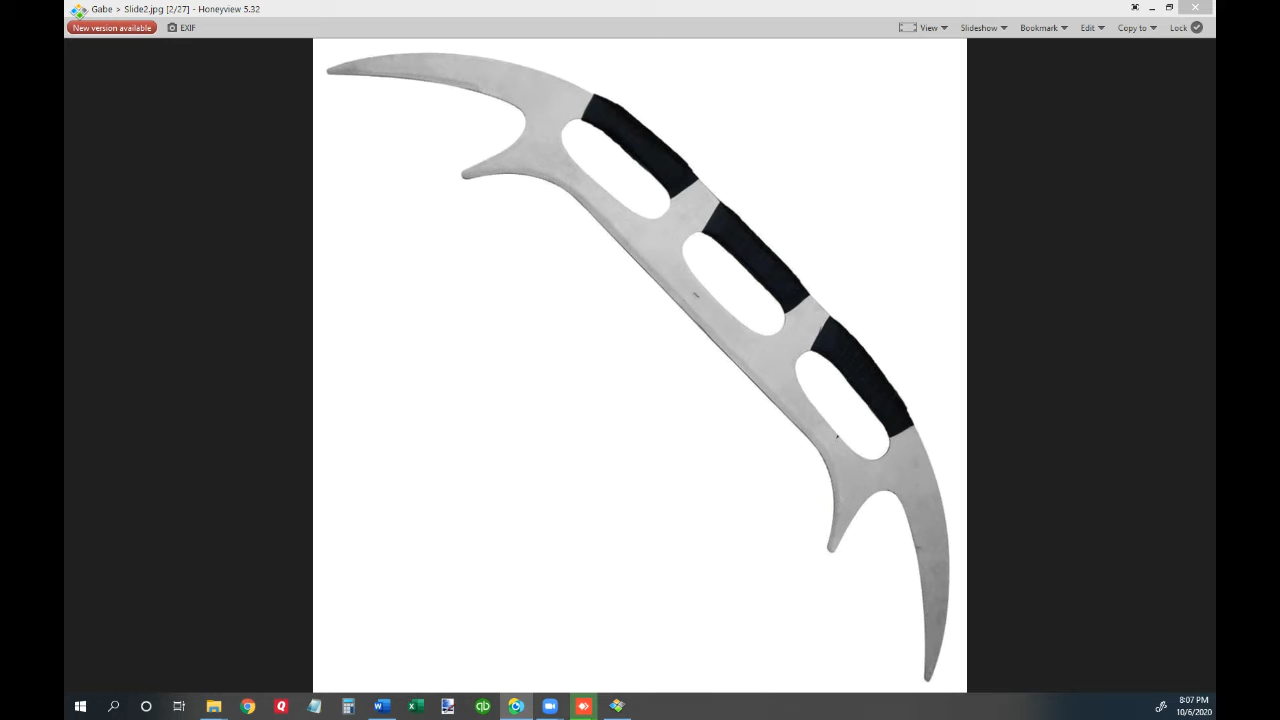 Gabe > Slide2.jpg [2/27] - Honeyview 5.32
New version available EXIF View Slideshow Bookmark Edit Copy to Lock
8:07 PM
10/6/2020